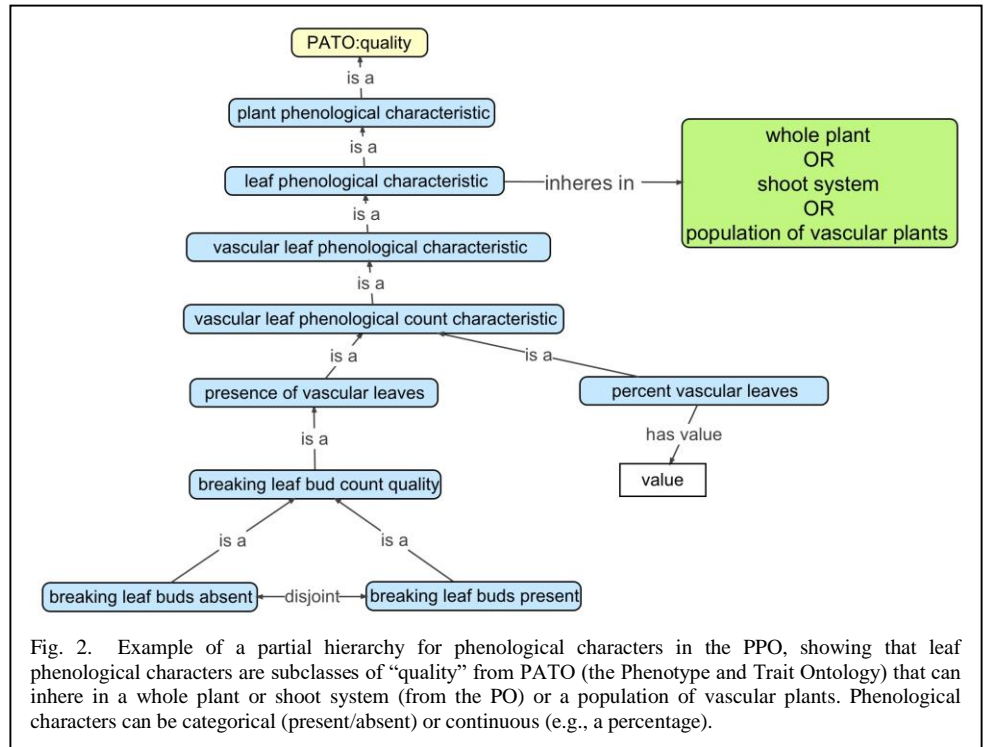 PATO:quality
is a
plant phenological characteristic
is a
leaf phenological characteristic
inheres in
whole plant
OR
shoot system
OR
population of vascular plants
is a
vascular leaf phenological characteristic
is a
vascular leaf phenological count characteristic
is a
is a
presence of vascular leaves
percent vascular leaves
is a
has value
breaking leaf bud count quality
value
is a
is a
breaking leaf buds absent
disjoint
breaking leaf buds present
Fig. 2. Example of a partial hierarchy for phenological characters in the PPO, showing that leaf
phenological characters are subclasses of “quality” from PATO (the Phenotype and Trait Ontology) that can
inhere in a whole plant or shoot system (from the PO) or a population of vascular plants. Phenological
characters can be categorical (present/absent) or continuous (e.g., a percentage).